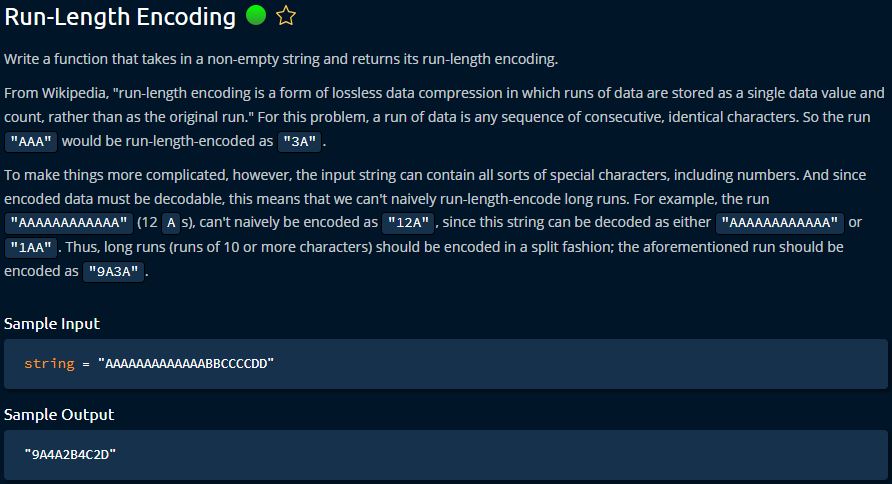 Run-Length Encoding
Write a function that takes in a non-empty string and returns its run-length encoding.
From Wikipedia, "run-length encoding is a form of lossless data compression in which runs of data are stored as a single data value and
count, rather than as the original run." For this problem, a run of data is any sequence of consecutive, identical characters. So the run
"AAA" would be run-length-encoded as "3A".
To make things more complicated, however, the input string can contain all sorts of special characters, including numbers. And since
encoded data must be decodable, this means that we can't naively run-length-encode long runs. For example, the run
"AAAAAAAAAAAA" (12 A s), can't naively be encoded as "12A", since this string can be decoded as either "AAAAAAAAAAAA" or
"1AA". Thus, long runs (runs of 10 or more characters) should be encoded in a split fashion; the aforementioned run should be
encoded as "9A3A".
Sample Input
string = "AAAAAAAAAAAAABBCCCCDD"
Sample Output
"9A4A2B4C2D"